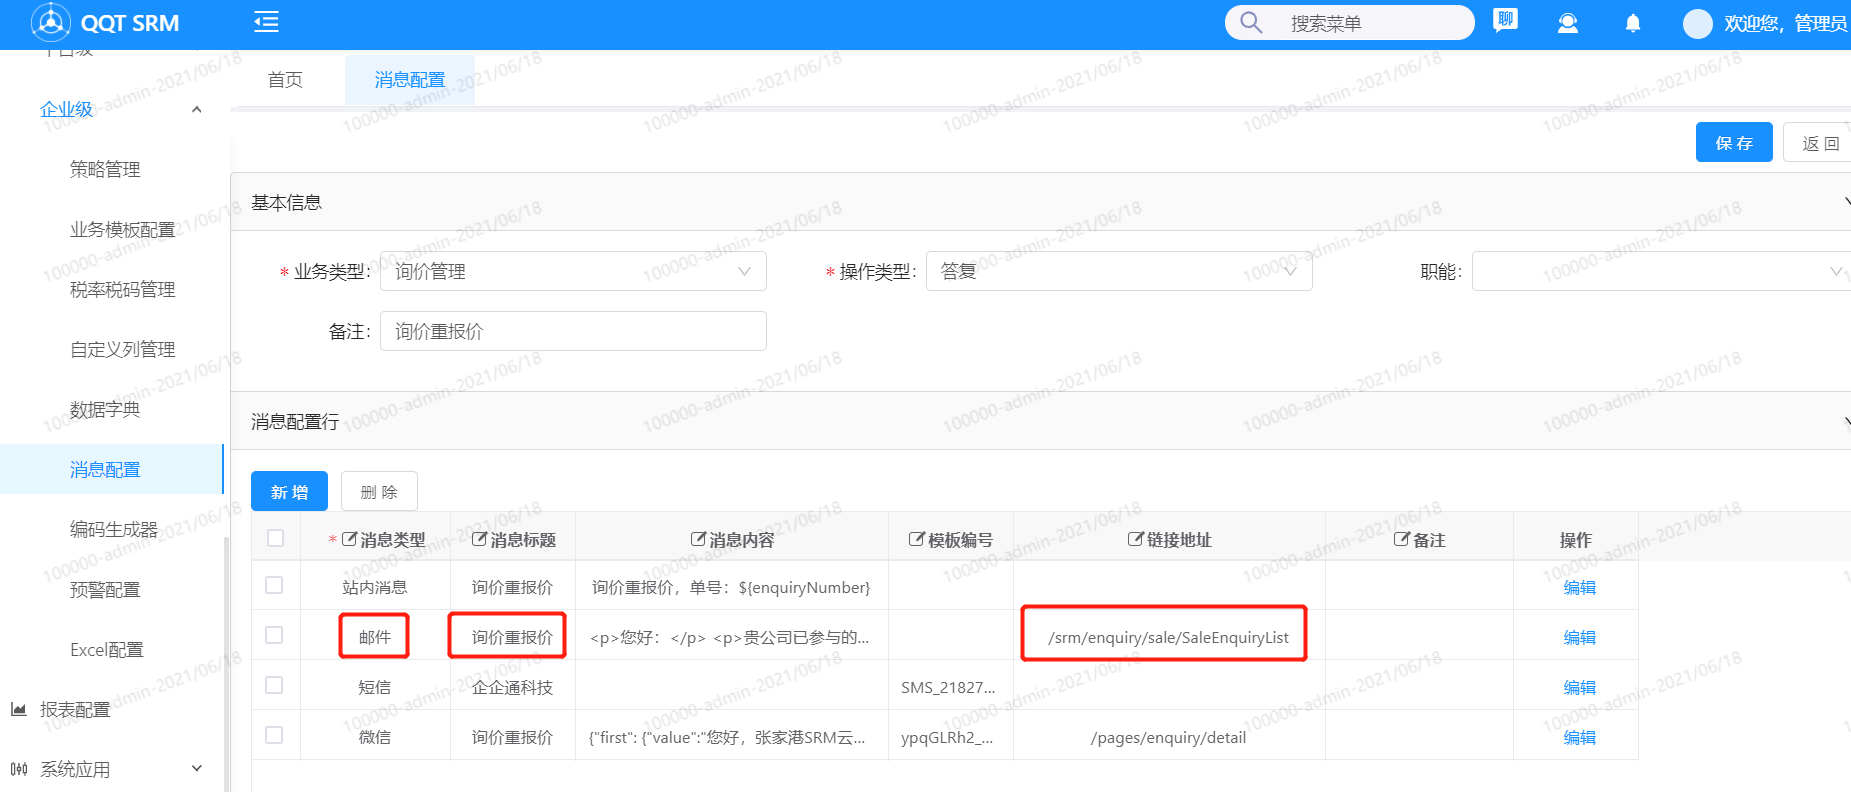 QQT SRM
搜索菜单
聊
欢迎您，管理员
平台级
首页
消息配置
企业级
策略管理
业务模板配置
税率税码管理
自定义列管理
数据字典
消息配置
编码生成器
预警配置
Excel配置
报表配置
系统应用
保 存
返 回
基本信息
* 业务类型： 询价管理
* 操作类型： 答复
职能：
备注： 询价重报价
消息配置行
新 增 删 除
* 消息类型 消息标题 消息内容 模板编号 链接地址 备注 操作
站内消息 询价重报价 询价重报价，单号：${enquiryNumber} 编辑
邮件 询价重报价 <p>您好：</p> <p>贵公司已参与的... /srm/enquiry/sale/SaleEnquiryList 编辑
短信 企企通科技 SMS_21827... 编辑
微信 询价重报价 {"first": {"value":"您好，张家港SRM云... ypqGLRh2_... /pages/enquiry/detail 编辑
100000-admin-2021/06/18